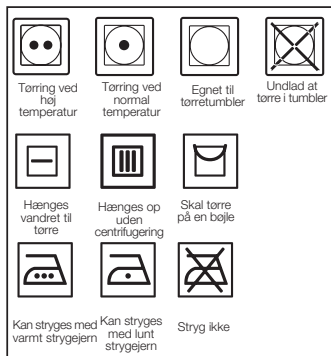 Tørring ved
høj
temperatur
Tørring ved
normal
temperatur
Egnet til
tørretumbler
Undlad at
tørre i tumbler
Hænges
vandret til
tørre
Hænges op
uden
centrifugering
Skal tørre
på en bøjle
Kan stryges med
varmt strygejern
Kan stryges
med lunt
strygejern
Stryg ikke